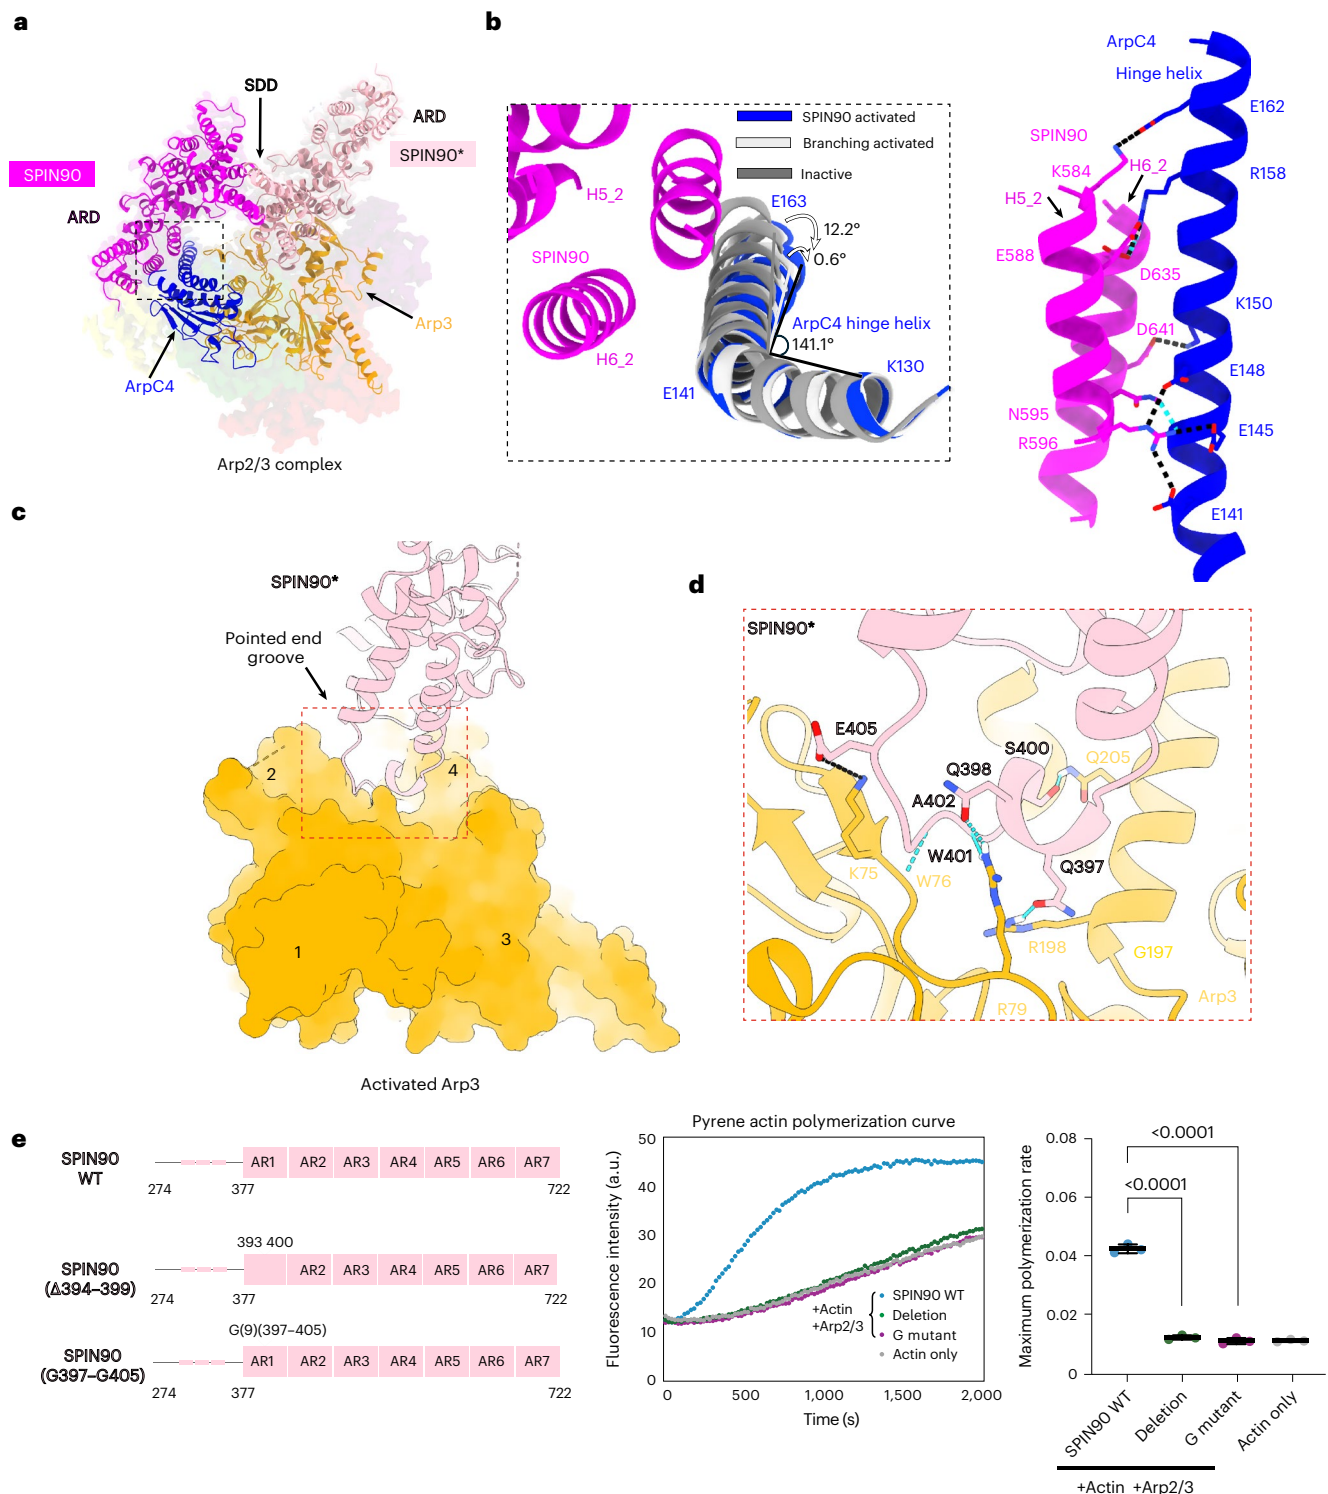 a
SDD
ARD
SPIN90*
SPIN90
ARD
Arp3
ArpC4
Arp2/3 complex
b
SPIN90 activated
Branching activated
Inactive
H5_2
E163
12.2°
0.6°
SPIN90
ArpC4 hinge helix
141.1°
H6_2
K130
E141
ArpC4
Hinge helix
E162
SPIN90
H6_2
K584
R158
H5_2
E588
D635
K150
D641
E148
N595
E145
R596
E141
c
SPIN90*
Pointed end
groove
2
4
1
3
Activated Arp3
d
SPIN90*
E405
S400
Q205
Q398
A402
W401
Q397
K75
W76
R198
G197
Arp3
R79
e
SPIN90
WT
AR1 AR2 AR3 AR4 AR5 AR6 AR7
274 377 722
393 400
SPIN90
(Δ394–399)
AR2 AR3 AR4 AR5 AR6 AR7
274 377 722
G(9)(397–405)
SPIN90
(G397–G405)
AR1 AR2 AR3 AR4 AR5 AR6 AR7
274 377 722
Pyrene actin polymerization curve
Fluorescence intensity (a.u.)
50
40
30
20
10
0
0 500 1,000 1,500 2,000
Time (s)
+Actin
+Arp2/3
SPIN90 WT
Deletion
G mutant
Actin only
Maximum polymerization rate
0.08
0.06
0.04
0.02
0
<0.0001
<0.0001
SPIN90 WT
Deletion
G mutant
Actin only
+Actin +Arp2/3